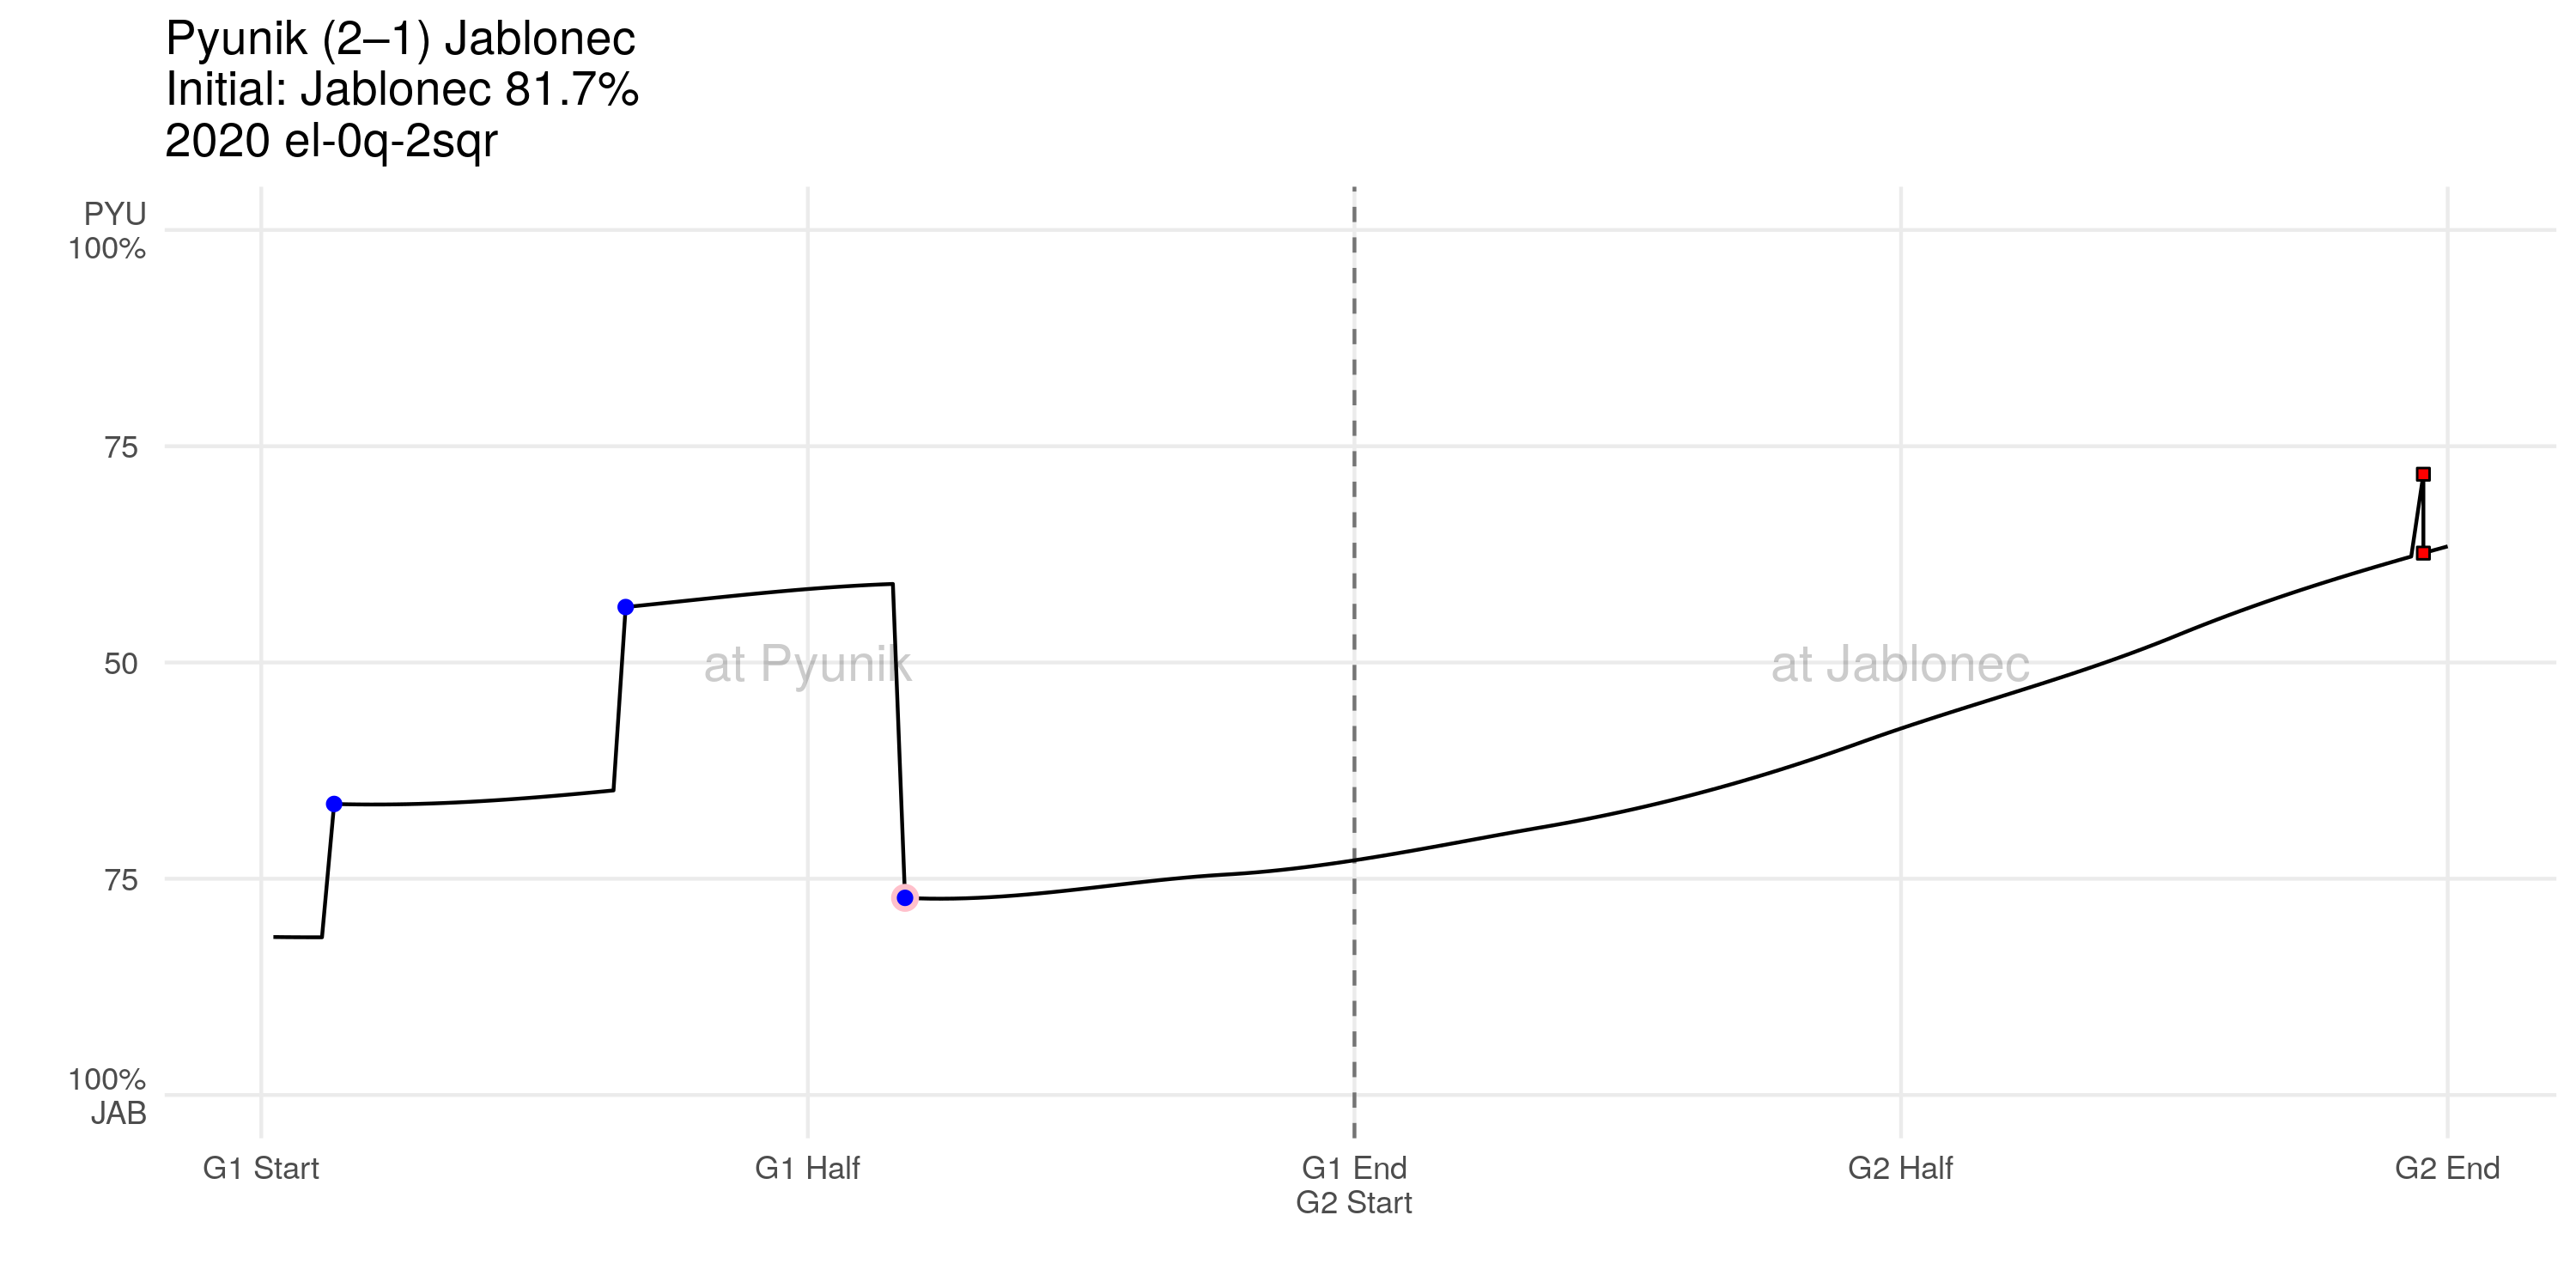 Pyunik (2–1) Jablonec
Initial: Jablonec 81.7%
2020 el-0q-2sqr
PYU
100%
75
50
75
100%
JAB
at Pyunik
at Jablonec
G1 Start
G1 Half
G1 End
G2 Start
G2 Half
G2 End